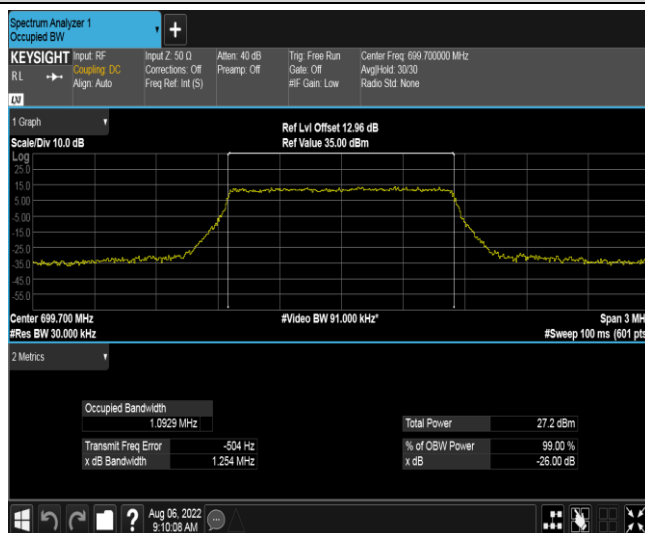 Spectrum Analyzer 1
Occupied BW
KEYSIGHT Input: RF Input Z: 50 Ω Atten: 40 dB Trig: Free Run Center Freq: 699.700000 MHz
RL Coupling: DC Corrections: Off Preamp: Off Gate: Off Avg|Hold: 30/30
Align: Auto Freq Ref: Int (S) #IF Gain: Low Radio Std: None
LXI
1 Graph
Ref Lvl Offset 12.96 dB
Scale/Div 10.0 dB Ref Value 35.00 dBm
Log
25.0
15.0
5.00
-5.00
-15.0
-25.0
-35.0
-45.0
-55.0
Center 699.700 MHz #Video BW 91.000 kHz* Span 3 MH
#Res BW 30.000 kHz #Sweep 100 ms (601 pts
2 Metrics
Occupied Bandwidth
1.0929 MHz Total Power 27.2 dBm
Transmit Freq Error -504 Hz % of OBW Power 99.00 %
x dB Bandwidth 1.254 MHz x dB -26.00 dB
? Aug 06, 2022
9:10:08 AM